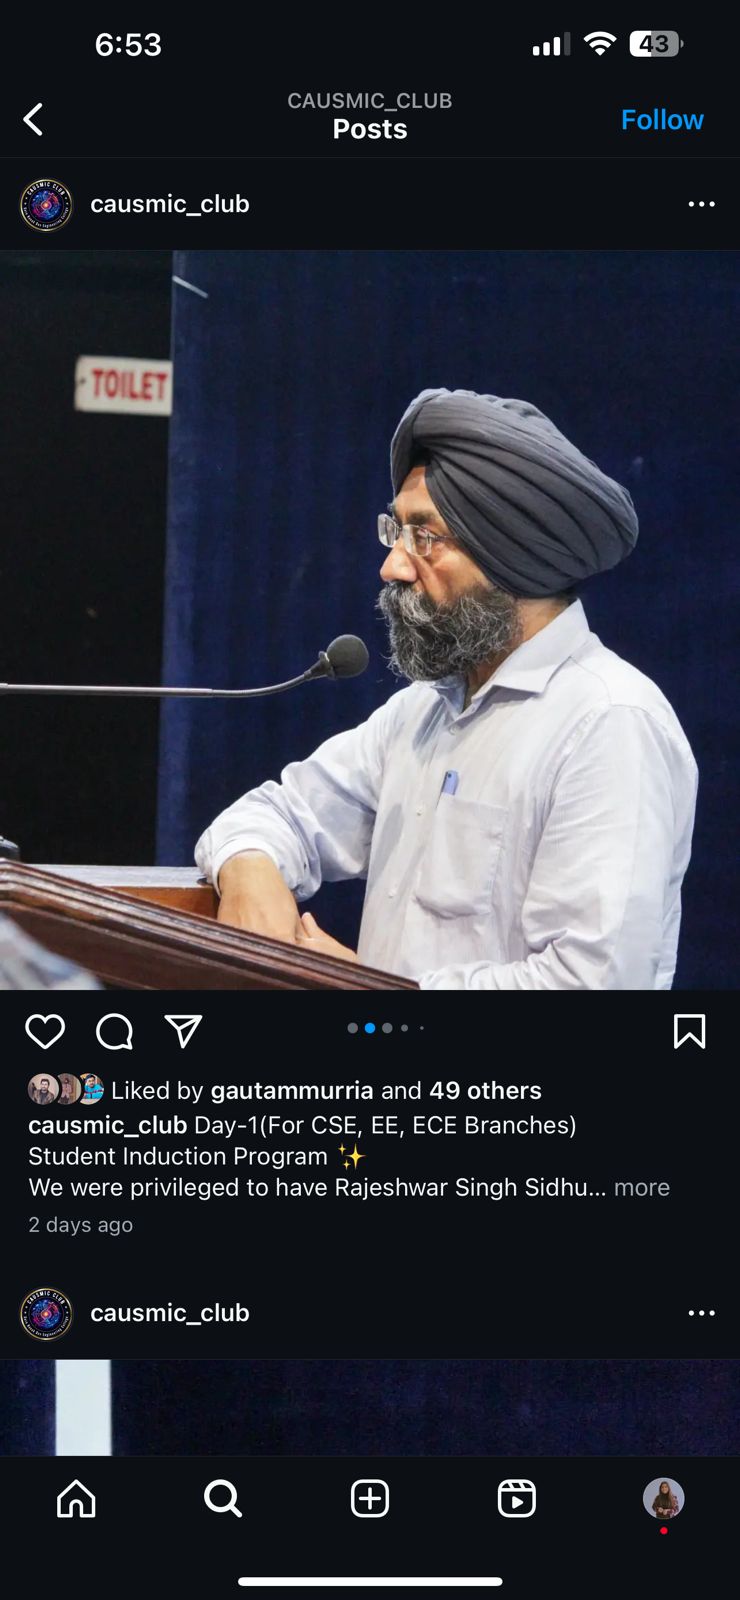 6:53
43
CAUSMIC_CLUB
Posts
Follow
causmic_club
TOILET
Liked by gautammurria and 49 others
causmic_club Day-1(For CSE, EE, ECE Branches)
Student Induction Program ✨
We were privileged to have Rajeshwar Singh Sidhu... more
2 days ago
causmic_club